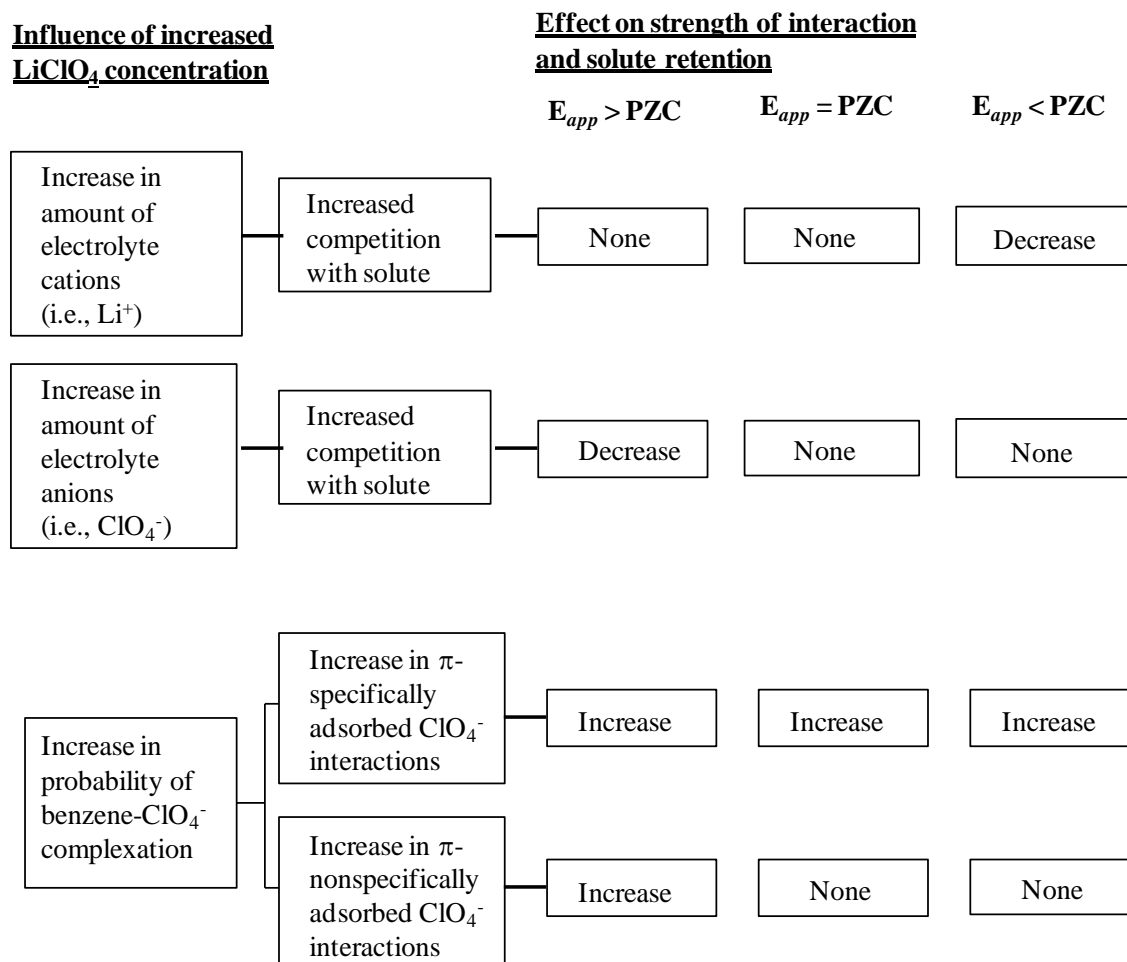 Influence of increased
LiClO₄ concentration
Effect on strength of interaction
and solute retention
E_app > PZC
E_app = PZC
E_app < PZC
Increase in
amount of
electrolyte
cations
(i.e., Li⁺)
Increased
competition
with solute
None
None
Decrease
Increase in
amount of
electrolyte
anions
(i.e., ClO₄⁻)
Increased
competition
with solute
Decrease
None
None
Increase in
probability of
benzene-ClO₄⁻
complexation
Increase in π-
specifically
adsorbed ClO₄⁻
interactions
Increase
Increase
Increase
Increase in π-
nonspecifically
adsorbed ClO₄⁻
interactions
Increase
None
None